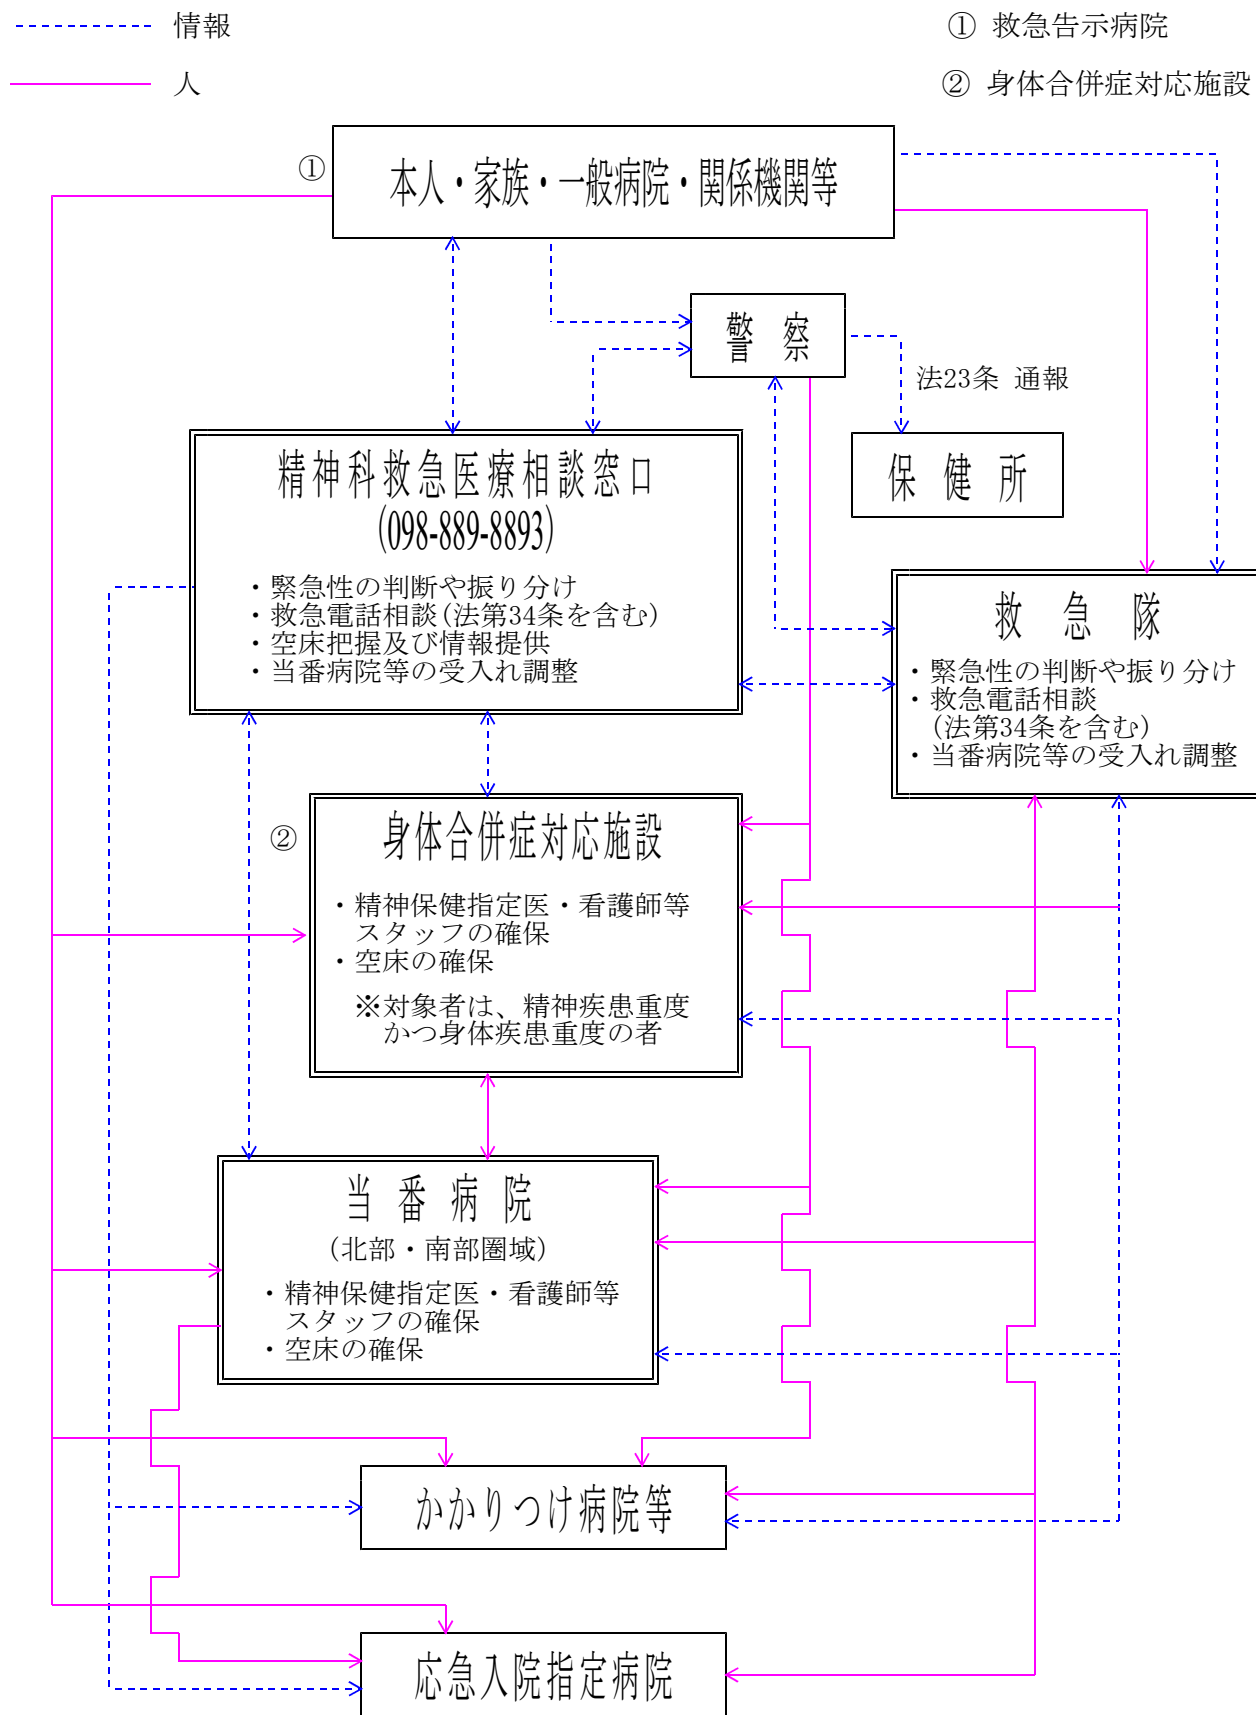 情報
① 救急告示病院
人
② 身体合併症対応施設
①
本人・家族・一般病院・関係機関等
警 察
法23条 通報
保 健 所
精神科救急医療相談窓口
(098-889-8893)
・緊急性の判断や振り分け
・救急電話相談(法第34条を含む)
・空床把握及び情報提供
・当番病院等の受入れ調整
救 急 隊
・緊急性の判断や振り分け
・救急電話相談
(法第34条を含む)
・当番病院等の受入れ調整
②
身体合併症対応施設
・精神保健指定医・看護師等
スタッフの確保
・空床の確保
※対象者は、精神疾患重度
かつ身体疾患重度の者
当 番 病 院
(北部・南部圏域)
・精神保健指定医・看護師等
スタッフの確保
・空床の確保
かかりつけ病院等
応急入院指定病院